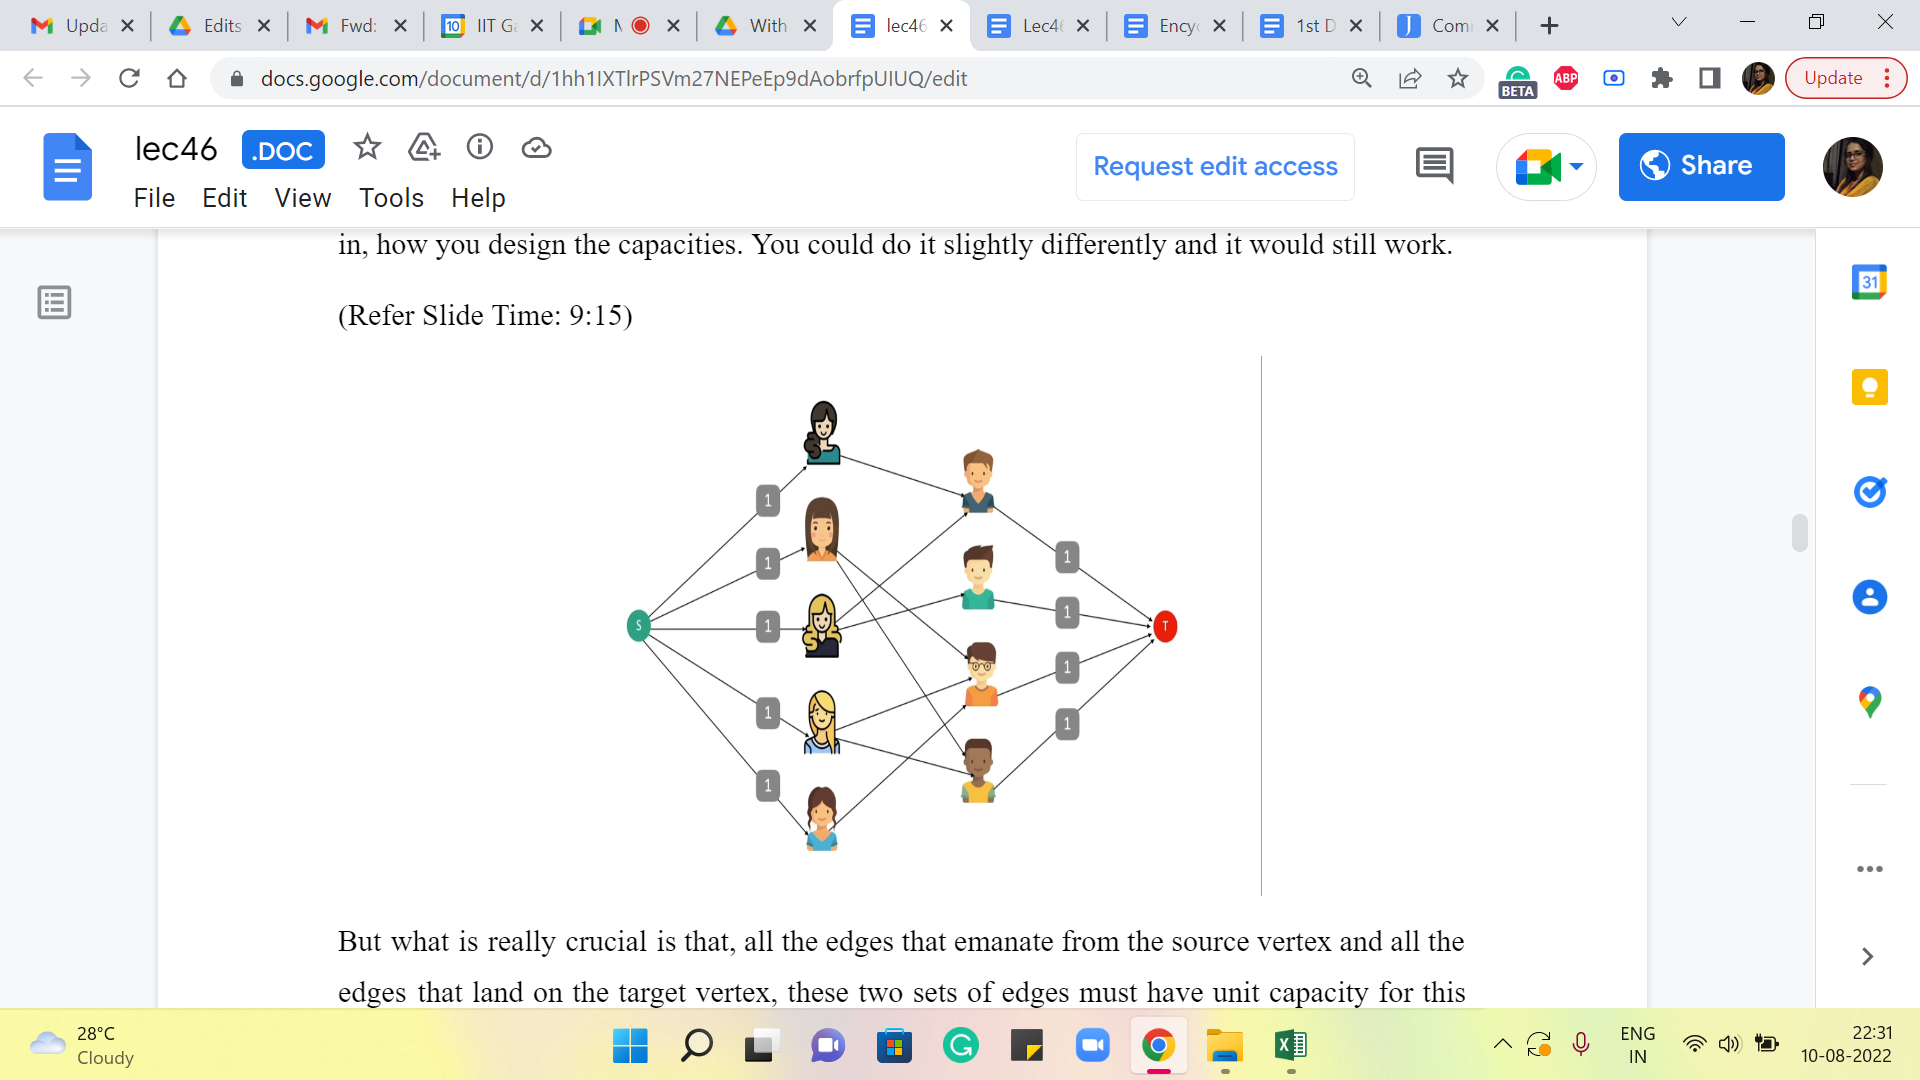 Upda
Edits
Fwd:
10 IIT Ga
M
With
lec46
Lec46
Ency
1st D
J Com
docs.google.com/document/d/1hh1IXTlrPSVm27NEPeEp9dAobrfpUIUQ/edit
BETA
ABP
Update
lec46 .DOC
Request edit access
Share
File Edit View Tools Help
31
in, how you design the capacities. You could do it slightly differently and it would still work.
(Refer Slide Time: 9:15)
1
1
1
1
1
S
1
1
1
1
T
But what is really crucial is that, all the edges that emanate from the source vertex and all the
edges that land on the target vertex, these two sets of edges must have unit capacity for this
28°C
Cloudy
ENG
IN
22:31
10-08-2022